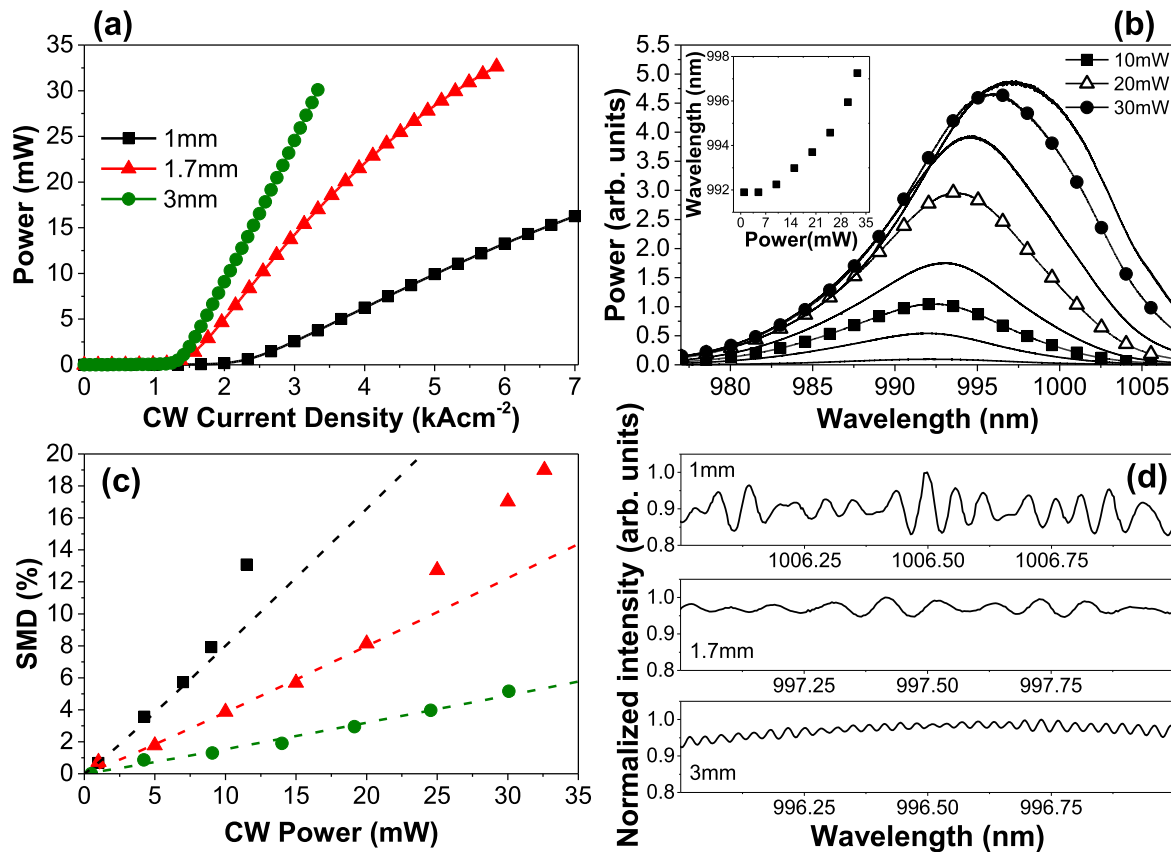 (a)
35
30
25
20
15
10
5
0
Power (mW)
1mm
1.7mm
3mm
0 1 2 3 4 5 6 7
CW Current Density (kAcm-2)
(b)
5.5
5.0
4.5
4.0
3.5
3.0
2.5
2.0
1.5
1.0
0.5
0.0
Power (arb. units)
10mW
20mW
30mW
998
996
994
992
Wavelength (nm)
0 7 14 21 28 35
Power(mW)
980 985 990 995 1000 1005
Wavelength (nm)
(c)
20
18
16
14
12
10
8
6
4
2
0
SMD (%)
0 5 10 15 20 25 30 35
CW Power (mW)
(d)
Normalized intensity (arb. units)
1mm
1.0
0.9
0.8
1006.25 1006.50 1006.75
1.0
0.9
0.8
1.7mm
997.25 997.50 997.75
1.0
0.9
0.8
3mm
996.25 996.50 996.75
Wavelength (nm)